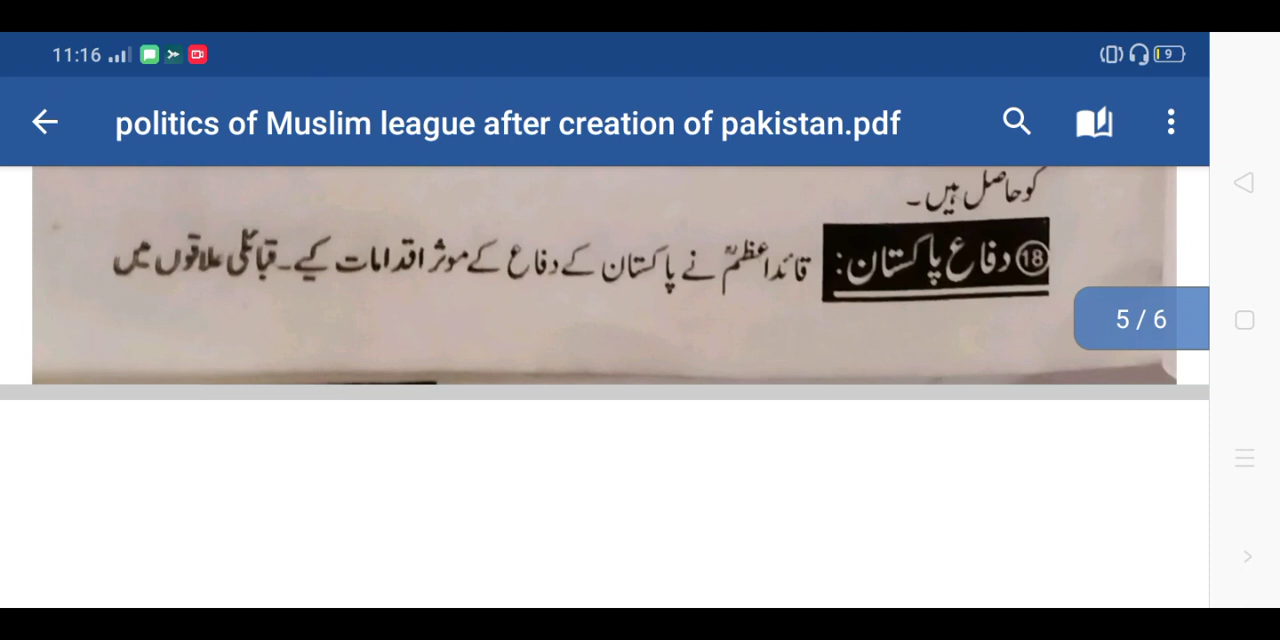 11:16
9
politics of Muslim league after creation of pakistan.pdf
کو حاصل ہیں۔
⑱ دفاع پاکستان: قائداعظمؒ نے پاکستان کے دفاع کے موثر اقدامات کیے۔ قبائلی علاقوں میں
5 / 6